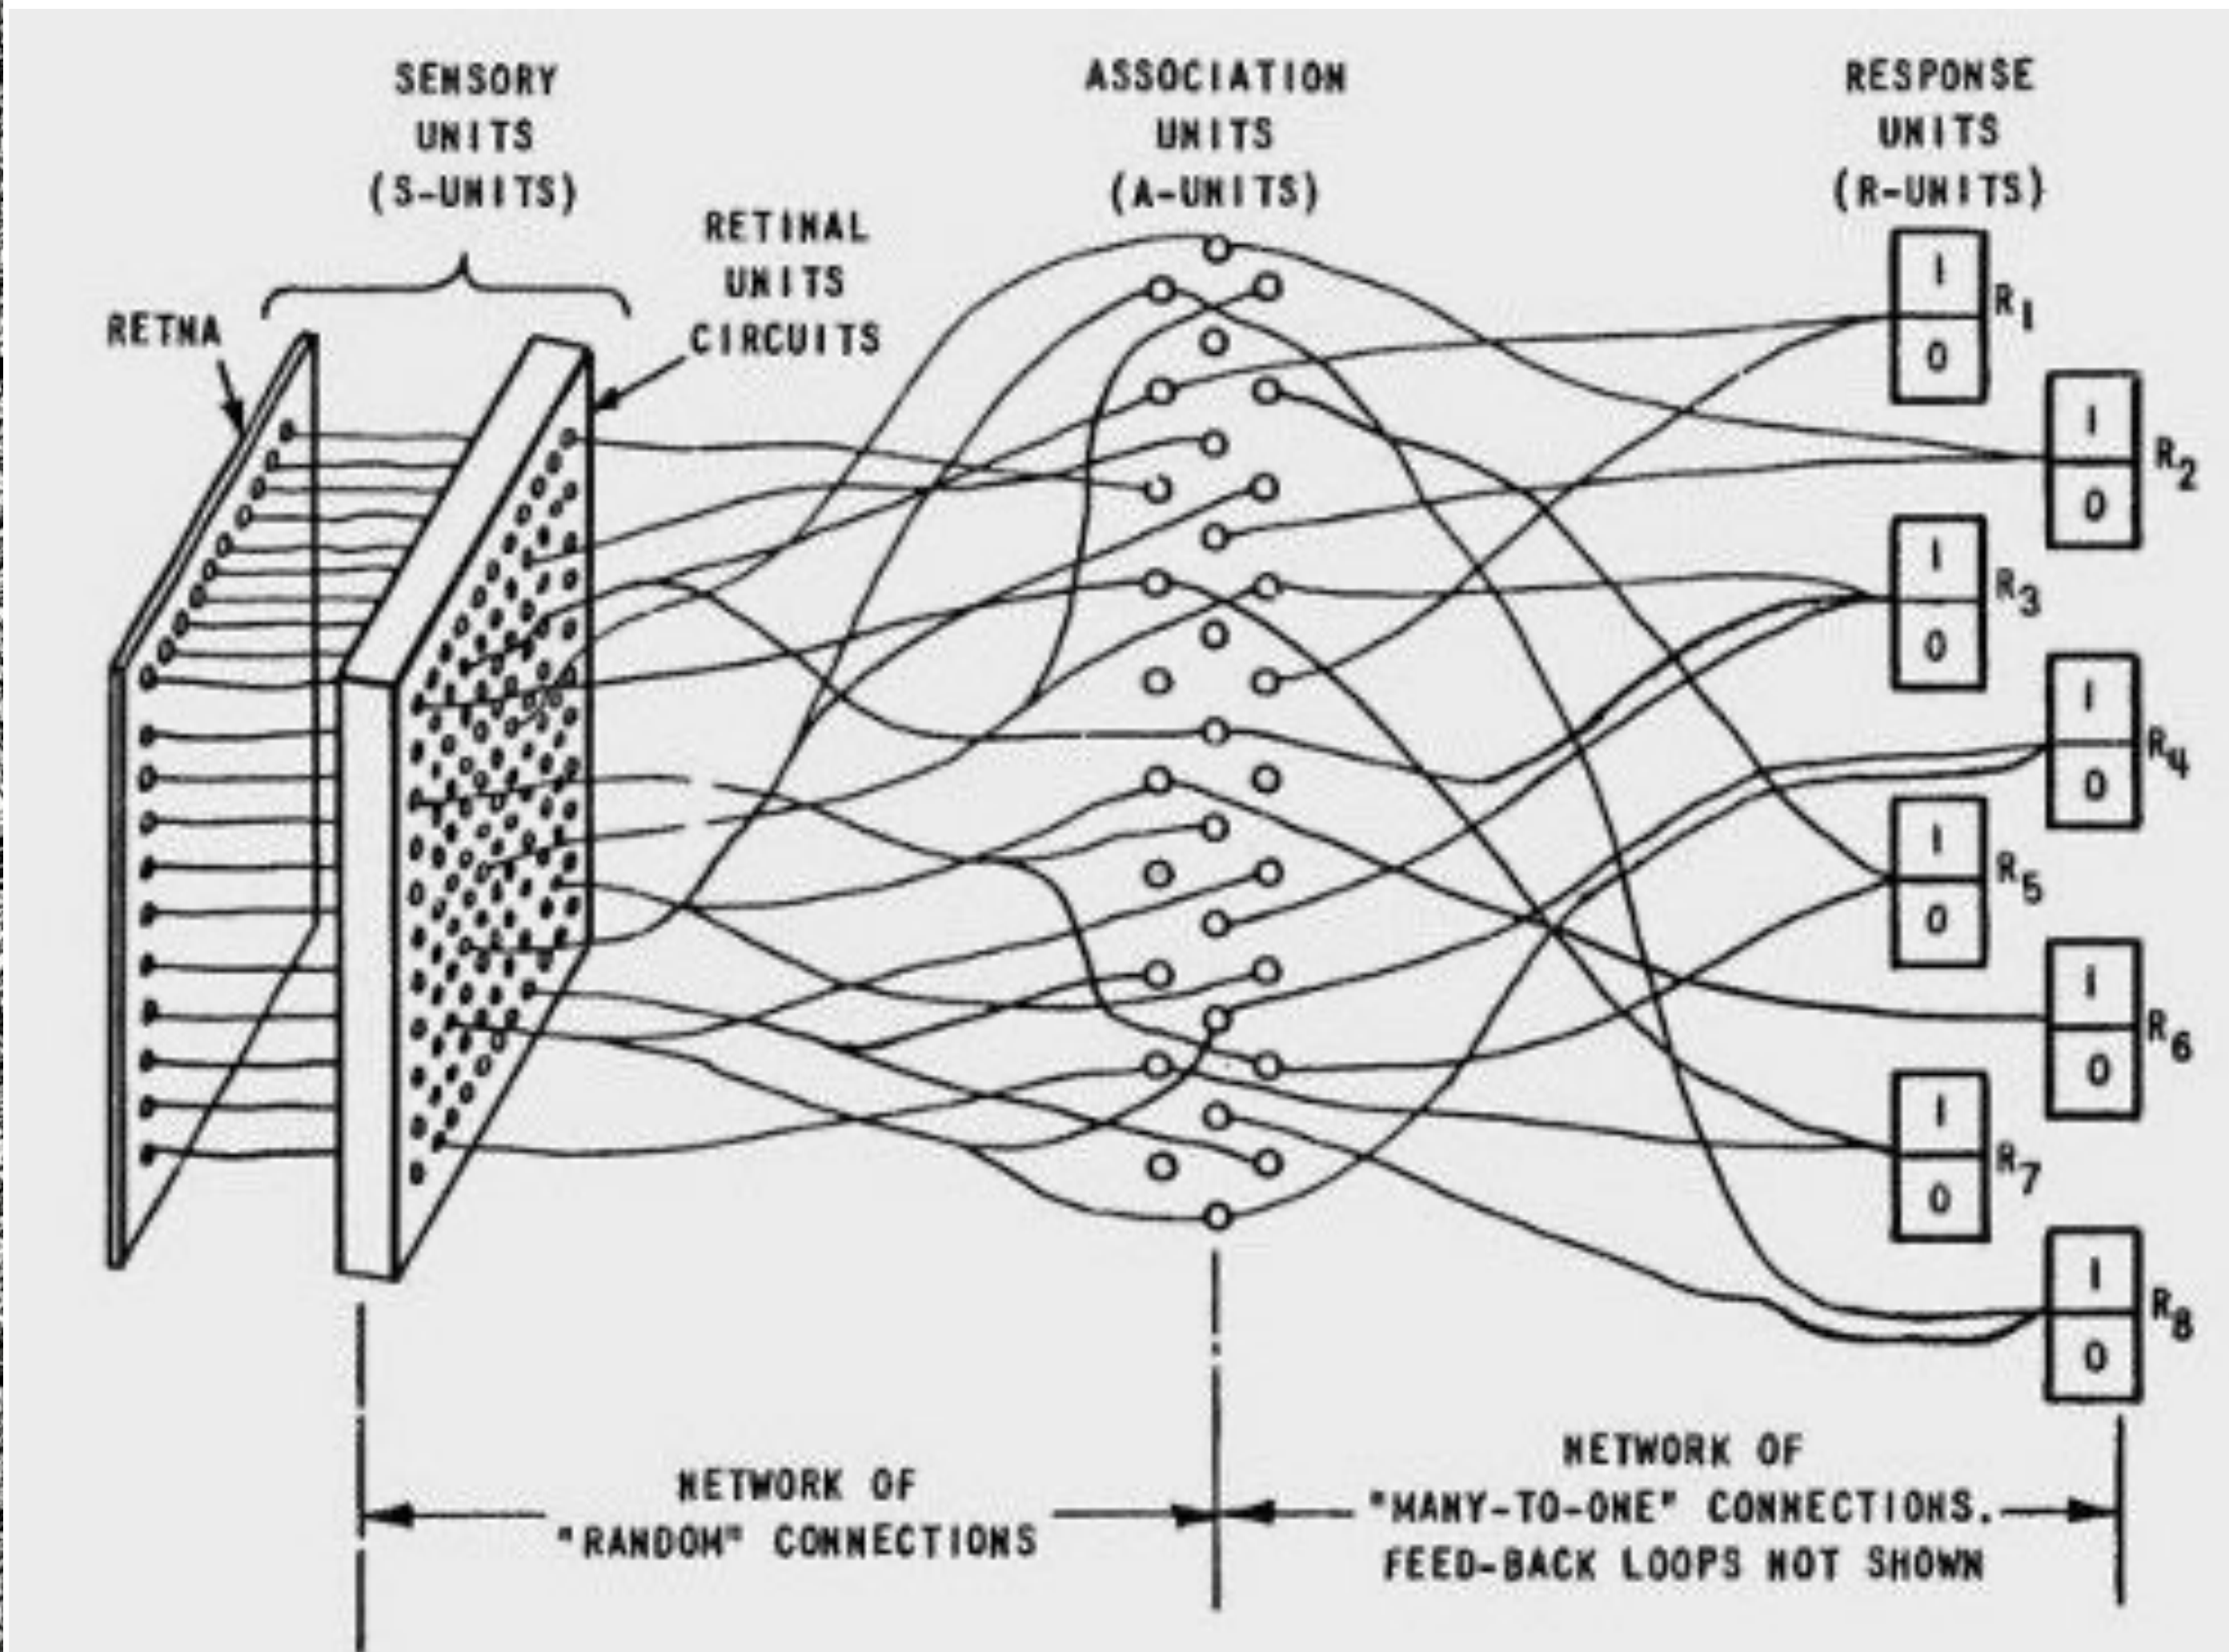 SENSORY
UNITS
(S-UNITS)
ASSOCIATION
UNITS
(A-UNITS)
RESPONSE
UNITS
(R-UNITS)
RETNA
RETINAL
UNITS
CIRCUITS
1
0
R1
1
0
R2
1
0
R3
1
0
R4
1
0
R5
1
0
R6
1
0
R7
1
0
R8
NETWORK OF
"RANDOM" CONNECTIONS
NETWORK OF
"MANY-TO-ONE" CONNECTIONS.
FEED-BACK LOOPS NOT SHOWN